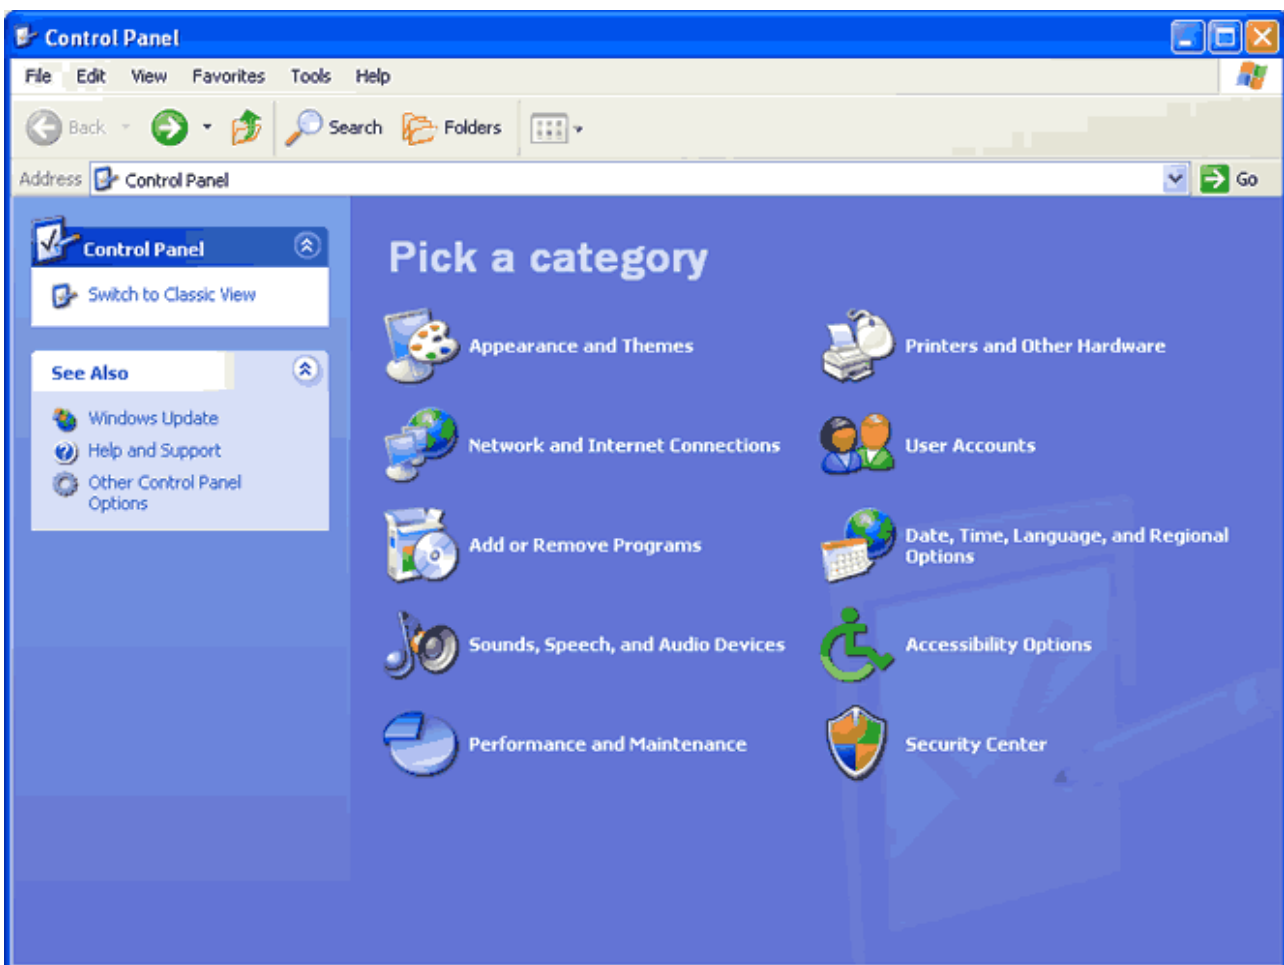 Control Panel
File Edit View Favorites Tools Help
Back Search Folders
Address Control Panel Go
Control Panel
Switch to Classic View
See Also
Windows Update
Help and Support
Other Control Panel
Options
Pick a category
Appearance and Themes
Printers and Other Hardware
Network and Internet Connections
User Accounts
Add or Remove Programs
Date, Time, Language, and Regional
Options
Sounds, Speech, and Audio Devices
Accessibility Options
Performance and Maintenance
Security Center